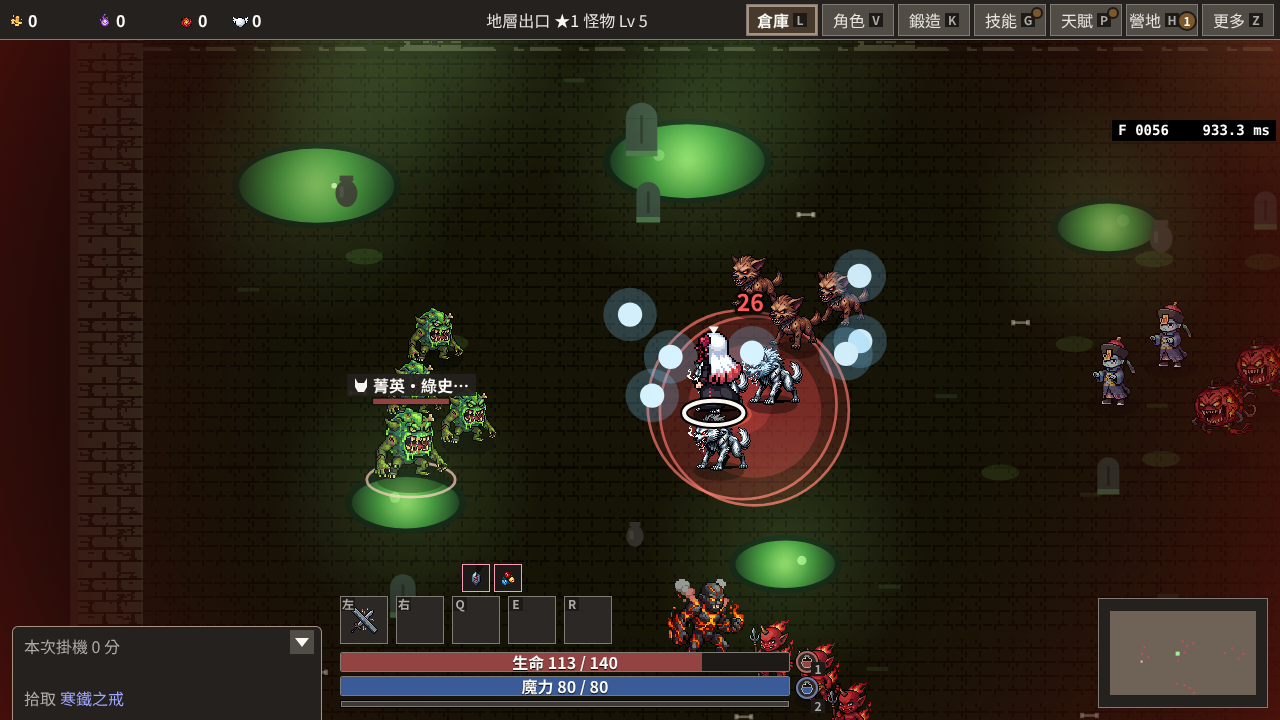 0
0
0
0
地層出口 ★1 怪物 Lv 5
倉庫 L
角色 V
鍛造 K
技能 G
天賦 P
營地 H 1
更多 Z
F 0056 933.3 ms
26
菁英・綠史⋯
左
右
Q
E
R
生命 113 / 140
1
魔力 80 / 80
2
本次掛機 0 分
拾取 寒鐵之戒